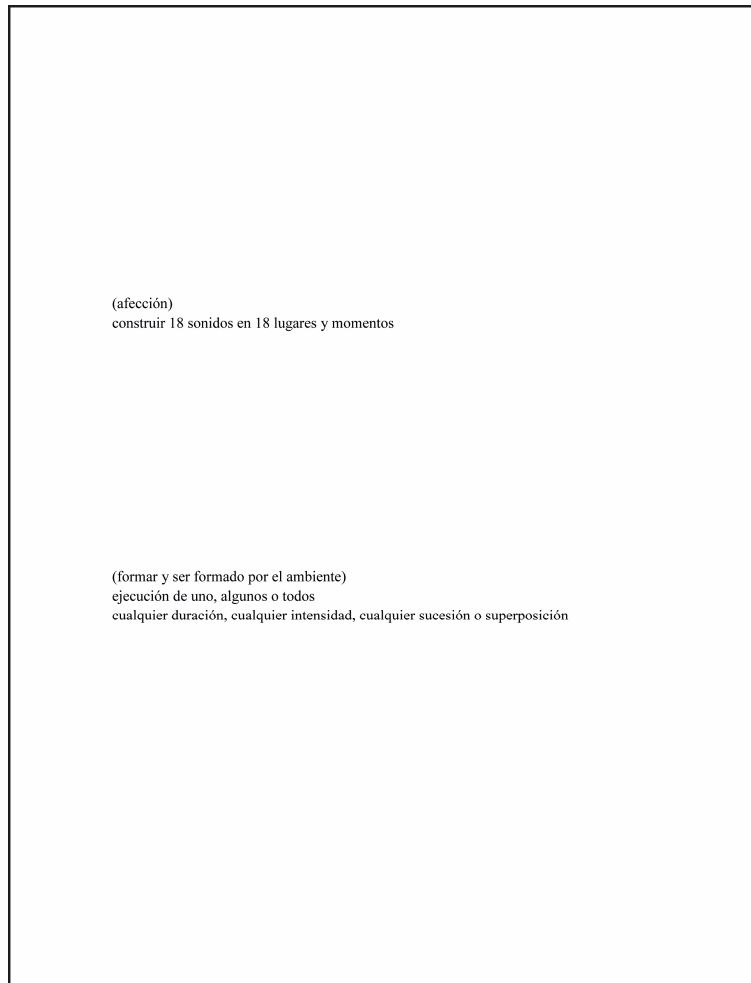 (afección)
construir 18 sonidos en 18 lugares y momentos
(formar y ser formado por el ambiente)
ejecución de uno, algunos o todos
cualquier duración, cualquier intensidad, cualquier sucesión o superposición